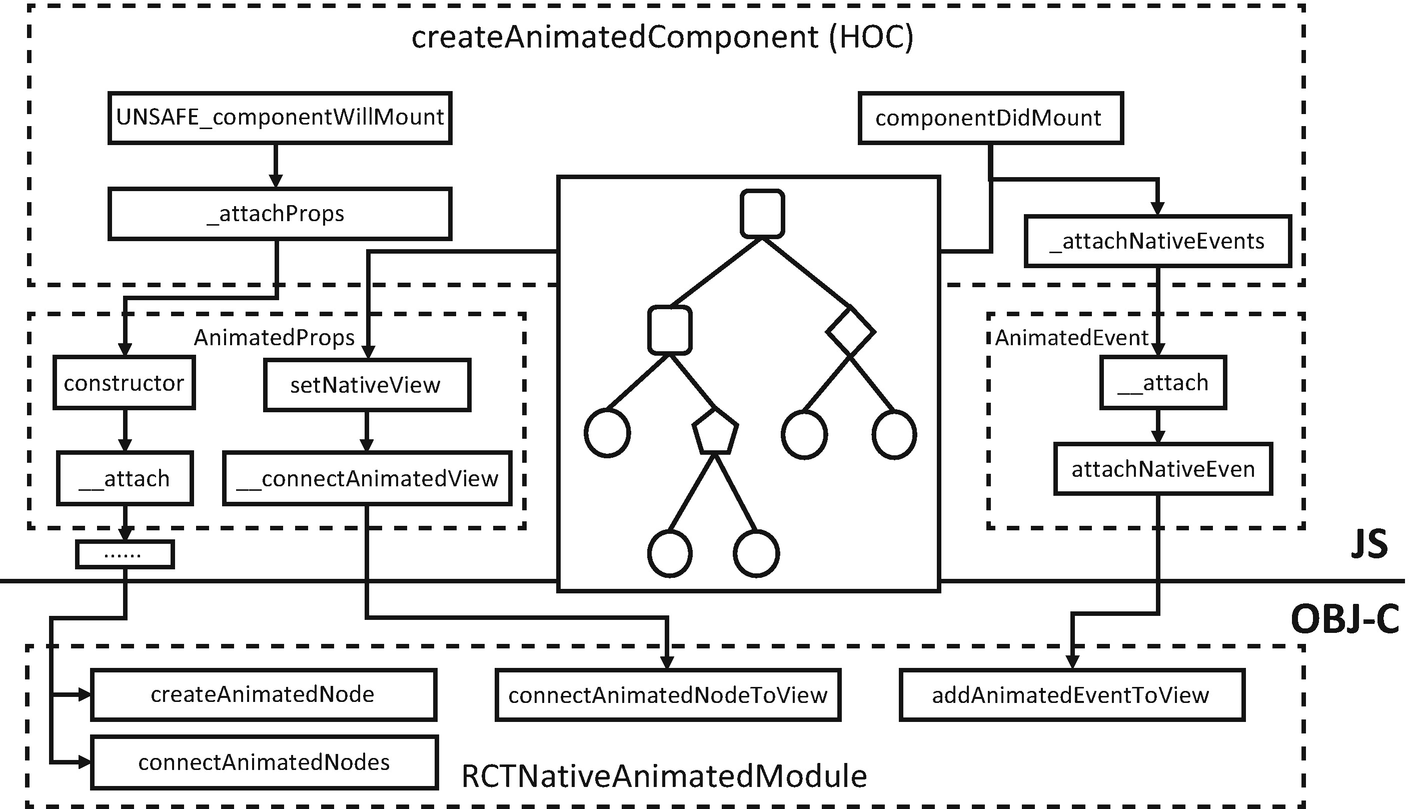 createAnimatedComponent (HOC)
UNSAFE_componentWillMount
componentDidMount
_attachProps
_attachNativeEvents
AnimatedProps
AnimatedEvent
constructor
setNativeView
__attach
__attach
__connectAnimatedView
attachNativeEven
......
JS
OBJ-C
createAnimatedNode
connectAnimatedNodeToView
addAnimatedEventToView
connectAnimatedNodes
RCTNativeAnimatedModule